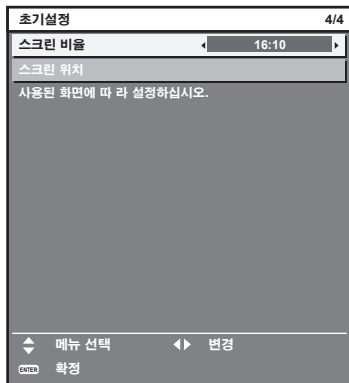 초기설정 4/4
스크린 비율 16:10
스크린 위치
사용된 화면에 따 라 설정하십시오.
메뉴 선택 변경
ENTER 확정